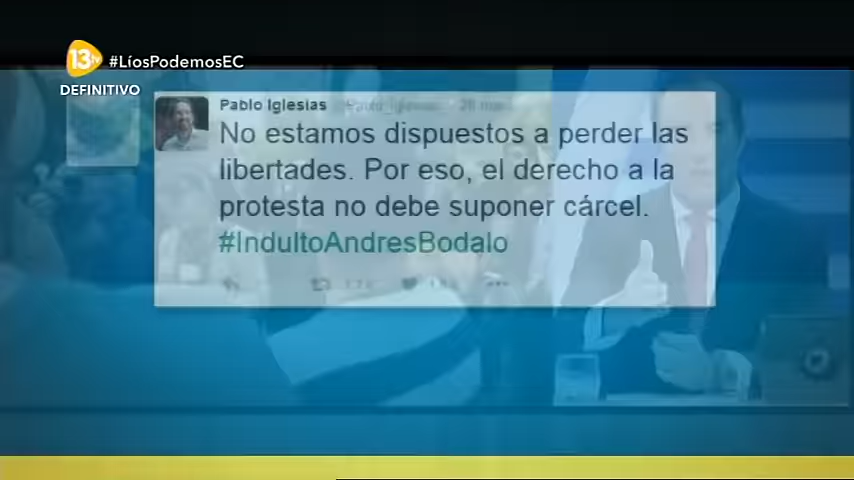 13tv #LíosPodemosEC
DEFINITIVO
Pablo Iglesias
No estamos dispuestos a perder las
libertades. Por eso, el derecho a la
protesta no debe suponer cárcel.
#IndultoAndresBodalo